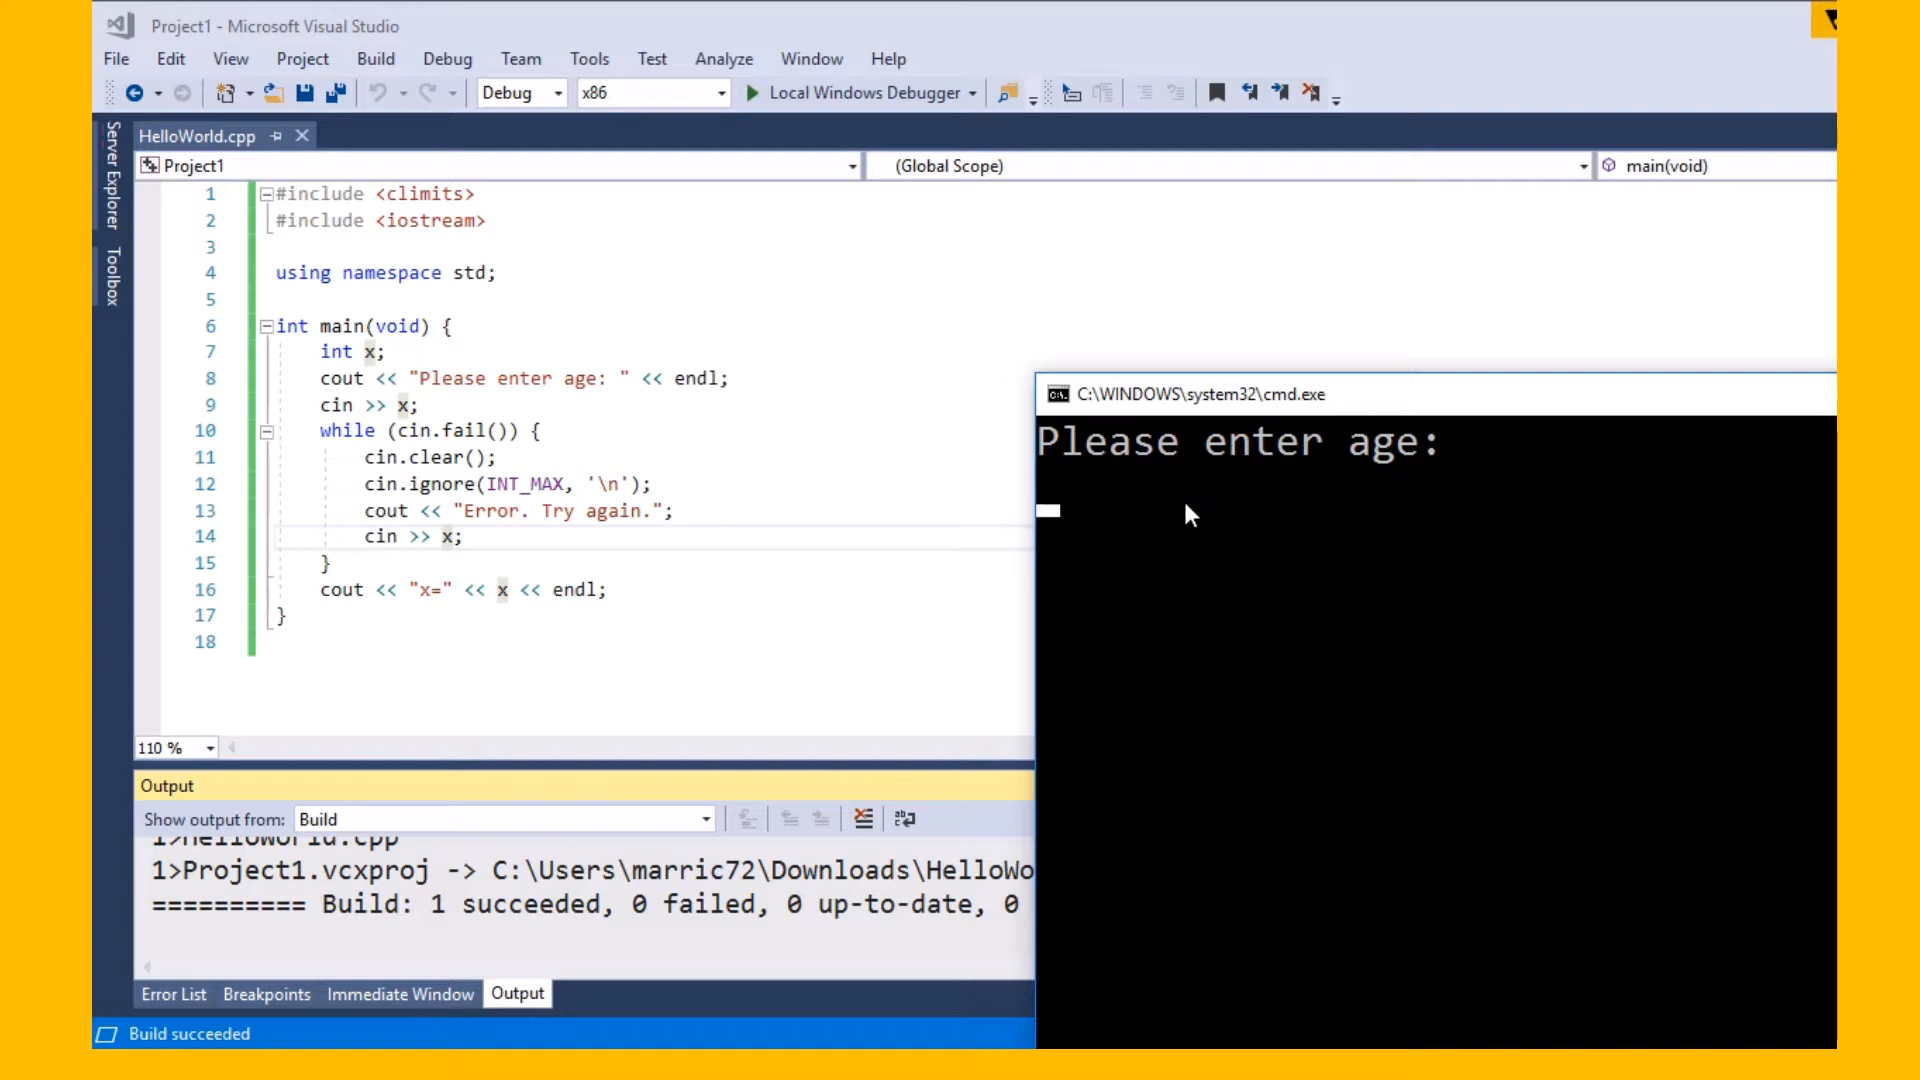 Project1 - Microsoft Visual Studio
File Edit View Project Build Debug Team Tools Test Analyze Window Help
Debug x86 Local Windows Debugger
Server Explorer
Toolbox
HelloWorld.cpp
Project1 (Global Scope) main(void)
1 #include <climits>
2 #include <iostream>
3
4 using namespace std;
5
6 int main(void) {
7 int x;
8 cout << "Please enter age: " << endl;
9 cin >> x;
10 while (cin.fail()) {
11 cin.clear();
12 cin.ignore(INT_MAX, '\n');
13 cout << "Error. Try again.";
14 cin >> x;
15 }
16 cout << "x=" << x << endl;
17 }
18
110 %
C:\WINDOWS\system32\cmd.exe
Please enter age:
Output
Show output from: Build
1>HelloWorld.cpp
1>Project1.vcxproj -> C:\Users\marric72\Downloads\HelloWo
========== Build: 1 succeeded, 0 failed, 0 up-to-date, 0
Error List Breakpoints Immediate Window Output
Build succeeded